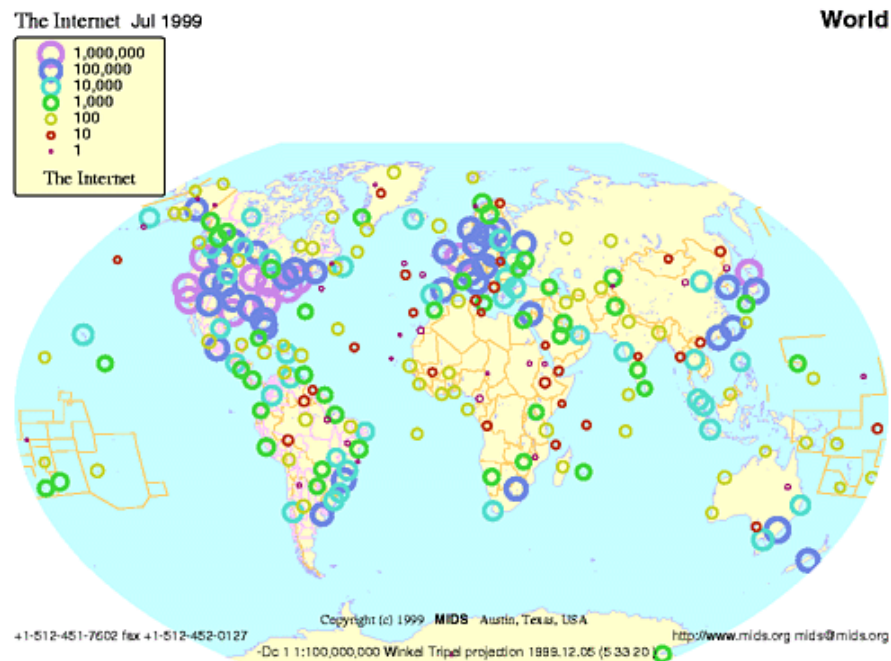 The Internet Jul 1999
World
1,000,000
100,000
10,000
1,000
100
10
1
The Internet
Copyright (c) 1999 MIDS Austin, Texas, USA
+1-512-451-7602 fax +1-512-452-0127
http://www.mids.org mids@mids.org
-Dc 1 1:100,000,000 Winkel Tripel projection 1999.12.05 (5 33 20 )